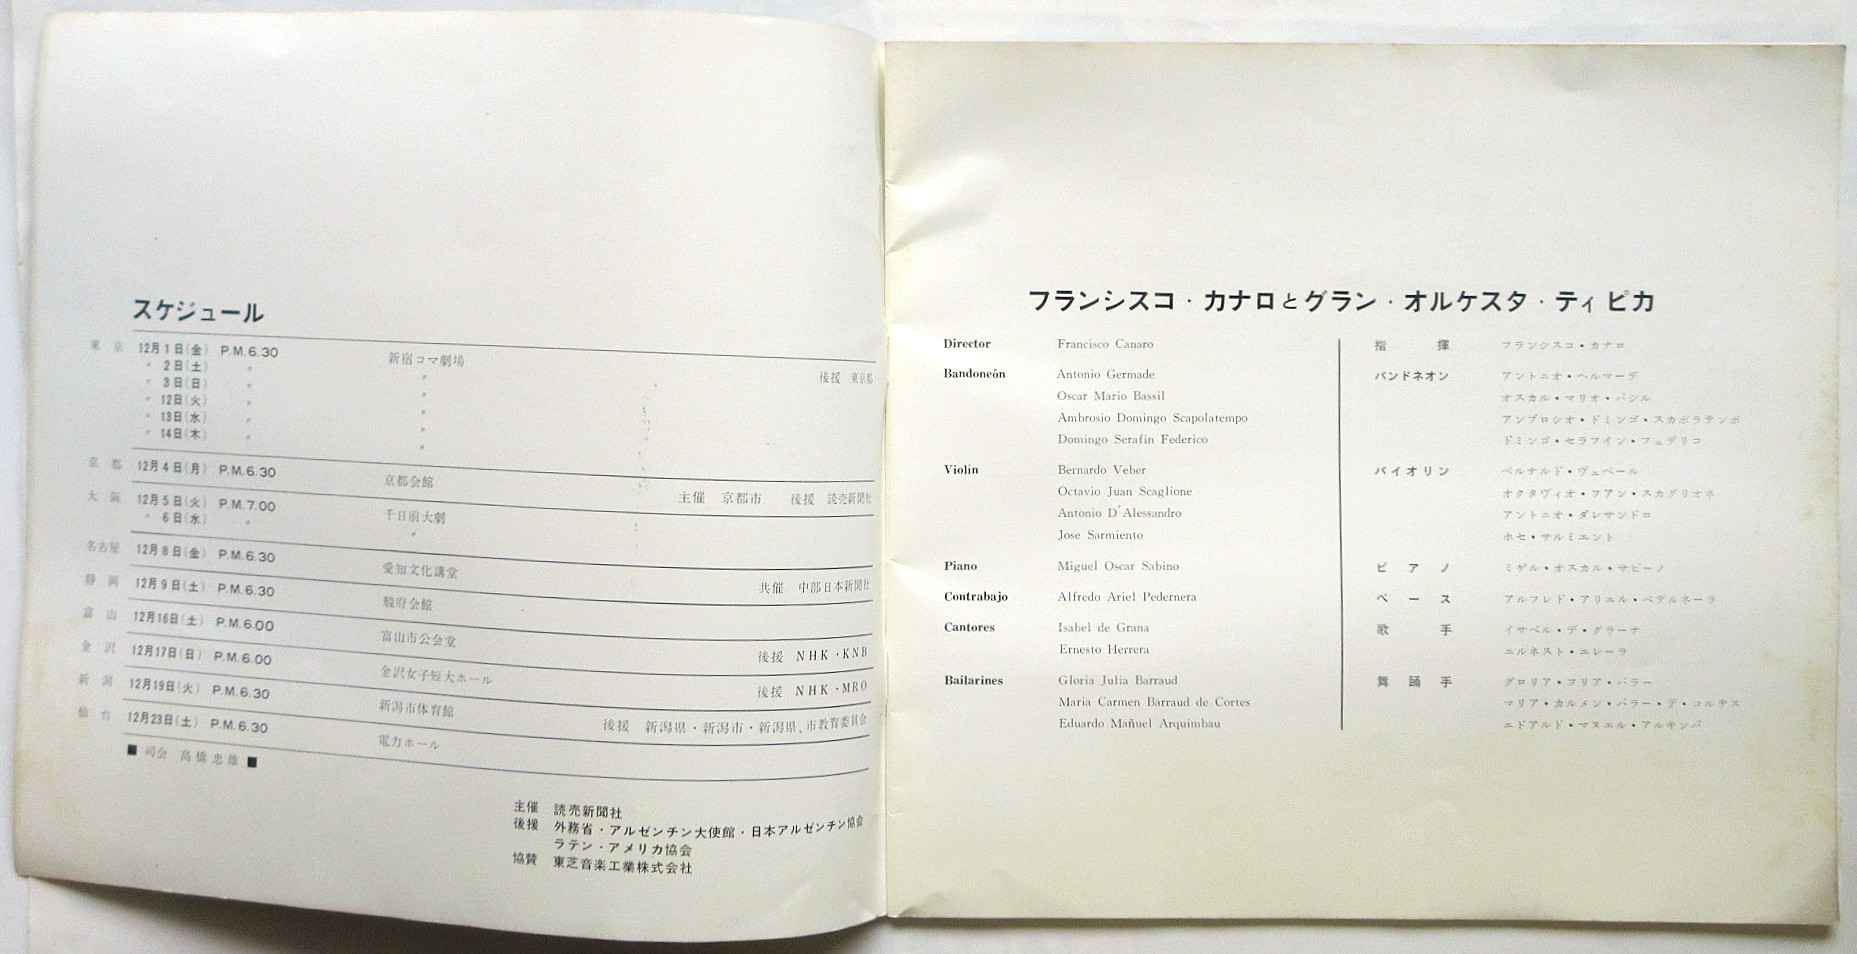 スケジュール
東京 12月1日(金) P.M.6.30 新宿コマ劇場 後援 東京都
〃 2日(土) 〃 〃
〃 3日(日) 〃 〃
〃 12日(火) 〃 〃
〃 13日(水) 〃 〃
〃 14日(木) 〃 〃
京都 12月4日(月) P.M.6.30 京都会館 主催 京都市 後援 読売新聞社
大阪 12月5日(火) P.M.7.00 千日前大劇
〃 6日(水) 〃 〃
名古屋 12月8日(金) P.M.6.30 愛知文化講堂 共催 中部日本新聞社
静岡 12月9日(土) P.M.6.30 駿府会館
富山 12月16日(土) P.M.6.00 富山市公会堂 後援 NHK・KNB
金沢 12月17日(日) P.M.6.00 金沢女子短大ホール 後援 NHK・MRO
新潟 12月19日(火) P.M.6.30 新潟市体育館 後援 新潟県・新潟市・新潟県、市教育委員会
仙台 12月23日(土) P.M.6.30 電力ホール
■ 司会 高橋忠雄 ■
主催 読売新聞社
後援 外務省・アルゼンチン大使館・日本アルゼンチン協会
ラテン・アメリカ協会
協賛 東芝音楽工業株式会社
フランシスコ・カナロとグラン・オルケスタ・ティピカ
Director Francisco Canaro 指揮 フランシスコ・カナロ
Bandoneón Antonio Germade バンドネオン アントニオ・ヘルマーデ
Oscar Mario Bassil オスカル・マリオ・バシル
Ambrosio Domingo Scapolatempo アンブロシオ・ドミンゴ・スカポラテンポ
Domingo Serafin Federico ドミンゴ・セラフイン・フェデリコ
Violin Bernardo Veber バイオリン ベルナルド・ヴェベール
Octavio Juan Scaglione オクタヴィオ・フアン・スカグリオネ
Antonio D'Alessandro アントニオ・ダレサンドロ
Jose Sarmiento ホセ・サルミエント
Piano Miguel Oscar Sabino ピアノ ミゲル・オスカル・サビーノ
Contrabajo Alfredo Ariel Pedernera ベース アルフレド・アリエル・ペデルネーラ
Cantores Isabel de Grana 歌手 イサベル・デ・グラーナ
Ernesto Herrera エルネスト・エレーラ
Bailarines Gloria Julia Barraud 舞踊手 グロリア・フリア・バラー
Maria Carmen Barraud de Cortes マリア・カルメン・バラー・デ・コルテス
Eduardo Mañuel Arquimbau エドアルド・マヌエル・アルキンバ